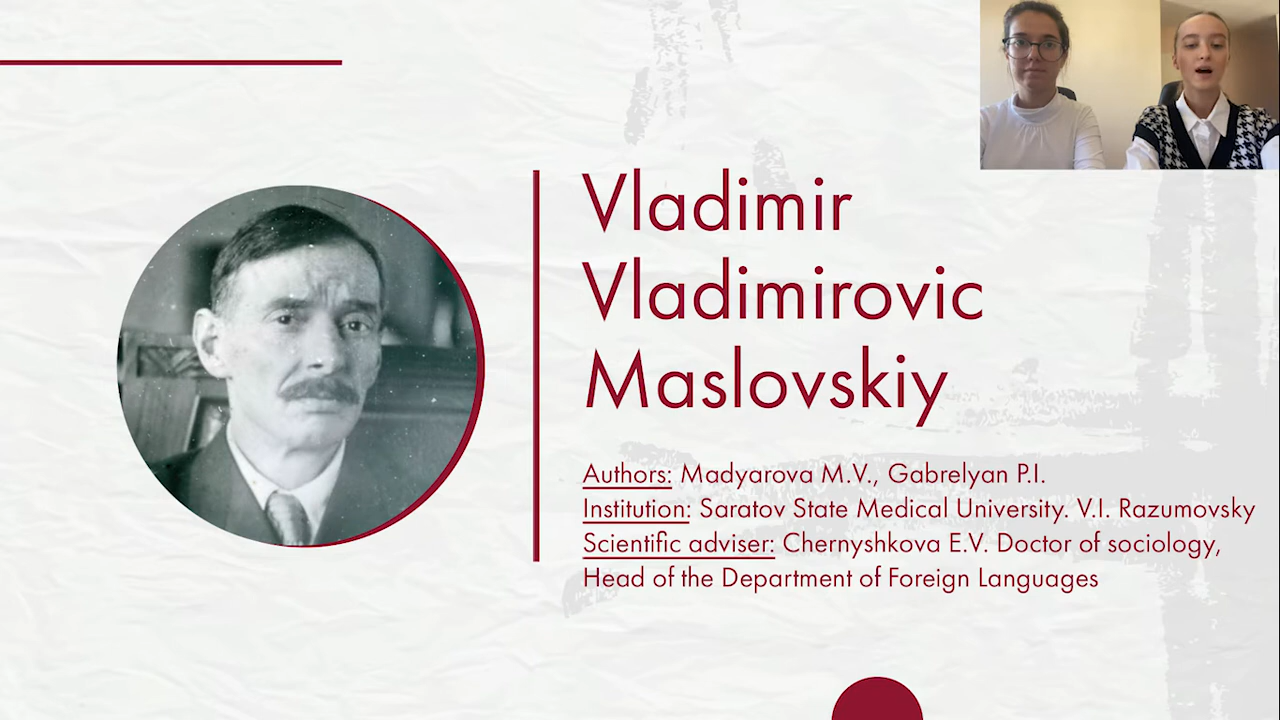 Vladimir
Vladimirovic
Maslovskiy
Authors: Madyarova M.V., Gabrelyan P.I.
Institution: Saratov State Medical University. V.I. Razumovsky
Scientific adviser: Chernyshkova E.V. Doctor of sociology,
Head of the Department of Foreign Languages